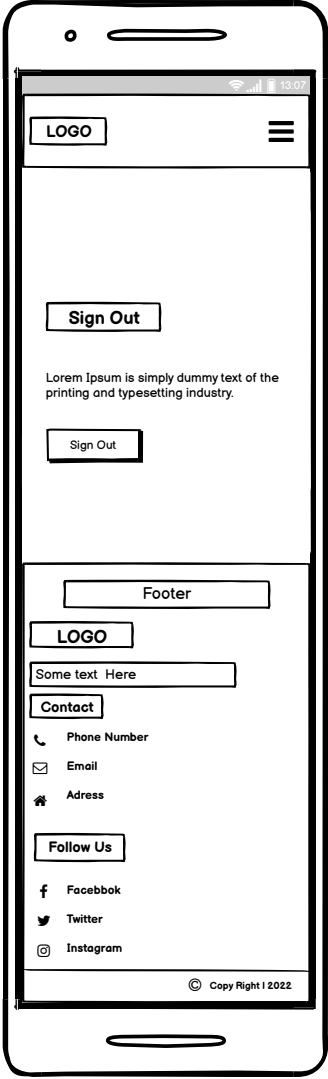 13:07
LOGO
Sign Out
Lorem Ipsum is simply dummy text of the
printing and typesetting industry.
Sign Out
Footer
LOGO
Some text Here
Contact
Phone Number
Email
Adress
Follow Us
Facebbok
Twitter
Instagram
© Copy Right I 2022